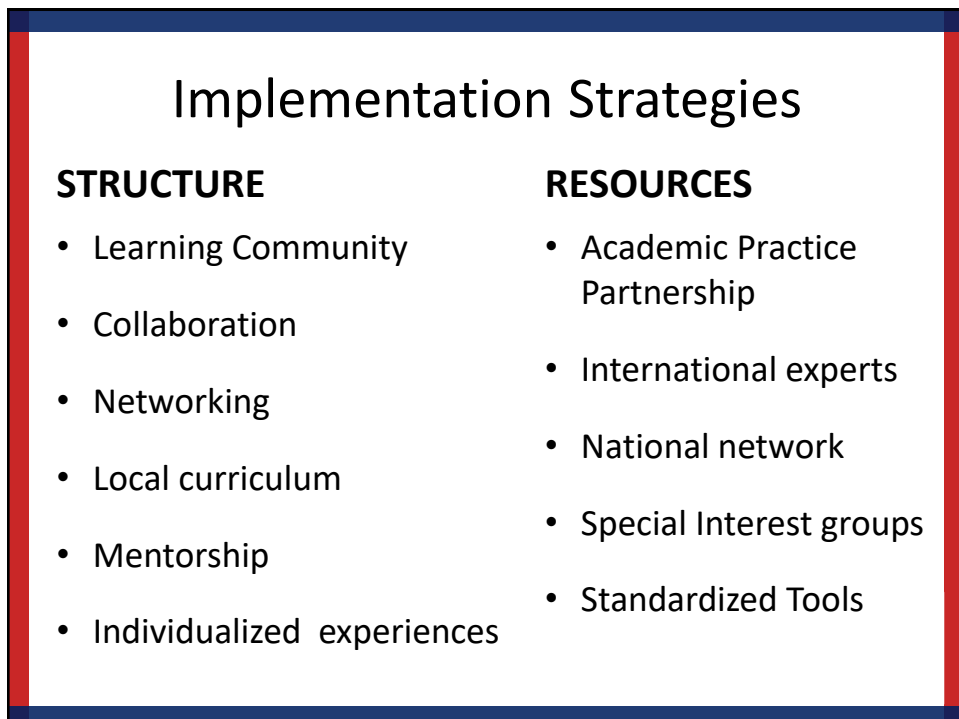 Implementation Strategies
STRUCTURE
• Learning Community
• Collaboration
• Networking
• Local curriculum
• Mentorship
• Individualized  experiences
RESOURCES
• Academic Practice
Partnership
• International experts
• National network
• Special Interest groups
• Standardized Tools